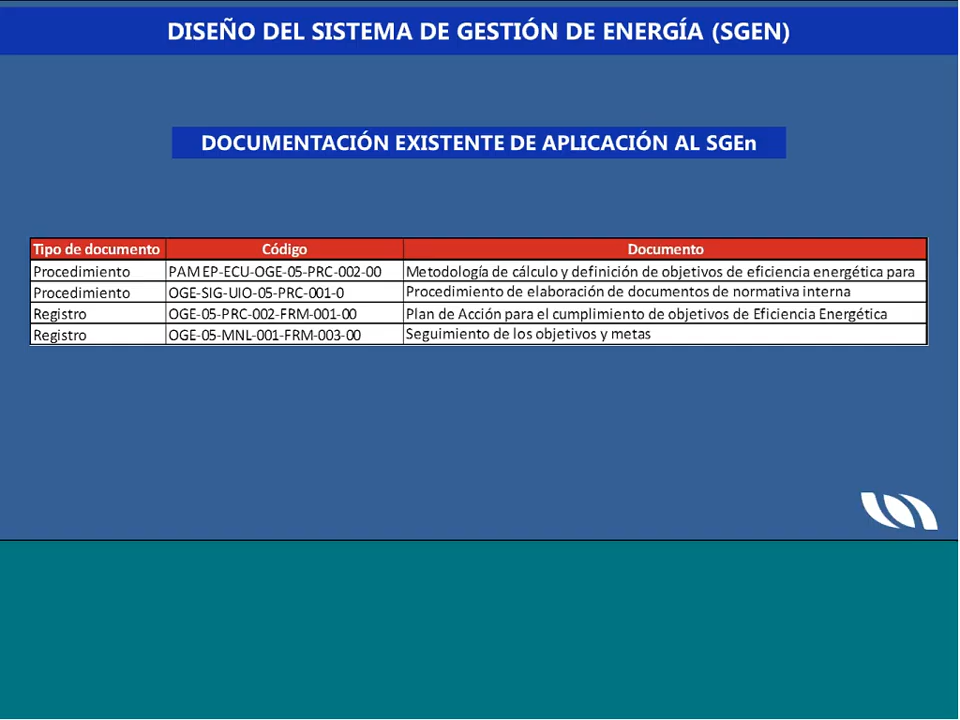 DISEÑO DEL SISTEMA DE GESTIÓN DE ENERGÍA (SGEN)
DOCUMENTACIÓN EXISTENTE DE APLICACIÓN AL SGEn
Tipo de documento Código Documento
Procedimiento PAMEP-ECU-OGE-05-PRC-002-00 Metodología de cálculo y definición de objetivos de eficiencia energética para
Procedimiento OGE-SIG-UIO-05-PRC-001-0 Procedimiento de elaboración de documentos de normativa interna
Registro OGE-05-PRC-002-FRM-001-00 Plan de Acción para el cumplimiento de objetivos de Eficiencia Energética
Registro OGE-05-MNL-001-FRM-003-00 Seguimiento de los objetivos y metas